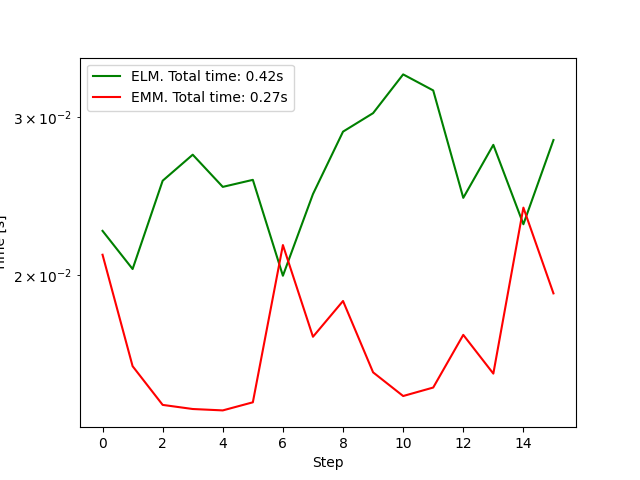 ELM. Total time: 0.42s
EMM. Total time: 0.27s
3 × 10⁻²
2 × 10⁻²
Time [s]
0 2 4 6 8 10 12 14
Step